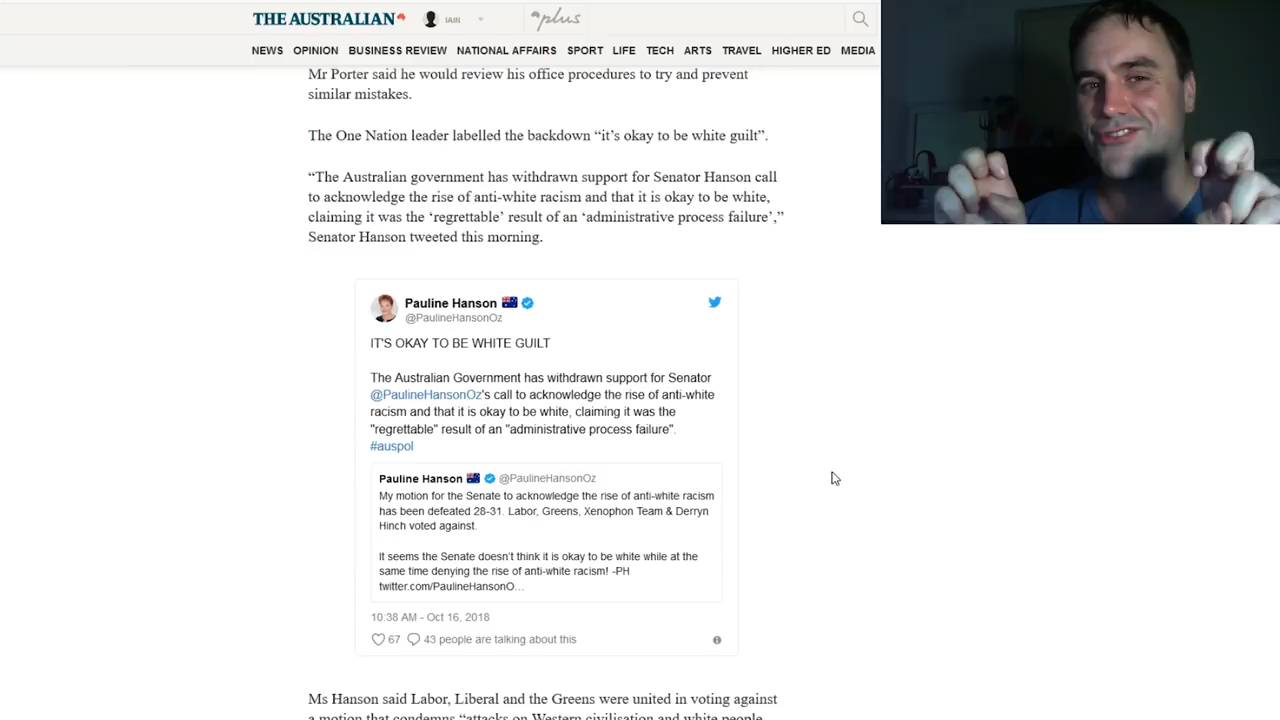 THE AUSTRALIAN IAIN plus
NEWS OPINION BUSINESS REVIEW NATIONAL AFFAIRS SPORT LIFE TECH ARTS TRAVEL HIGHER ED MEDIA
Mr Porter said he would review his office procedures to try and prevent
similar mistakes.
The One Nation leader labelled the backdown “it’s okay to be white guilt”.
“The Australian government has withdrawn support for Senator Hanson call
to acknowledge the rise of anti-white racism and that it is okay to be white,
claiming it was the ‘regrettable’ result of an ‘administrative process failure’,”
Senator Hanson tweeted this morning.
Pauline Hanson
@PaulineHansonOz
IT'S OKAY TO BE WHITE GUILT
The Australian Government has withdrawn support for Senator
@PaulineHansonOz's call to acknowledge the rise of anti-white
racism and that it is okay to be white, claiming it was the
"regrettable" result of an "administrative process failure".
#auspol
Pauline Hanson @PaulineHansonOz
My motion for the Senate to acknowledge the rise of anti-white racism
has been defeated 28-31. Labor, Greens, Xenophon Team & Derryn
Hinch voted against.
It seems the Senate doesn't think it is okay to be white while at the
same time denying the rise of anti-white racism! -PH
twitter.com/PaulineHansonO…
10:38 AM - Oct 16, 2018
67 43 people are talking about this
Ms Hanson said Labor, Liberal and the Greens were united in voting against
a motion that condemns “attacks on Western civilisation and white people